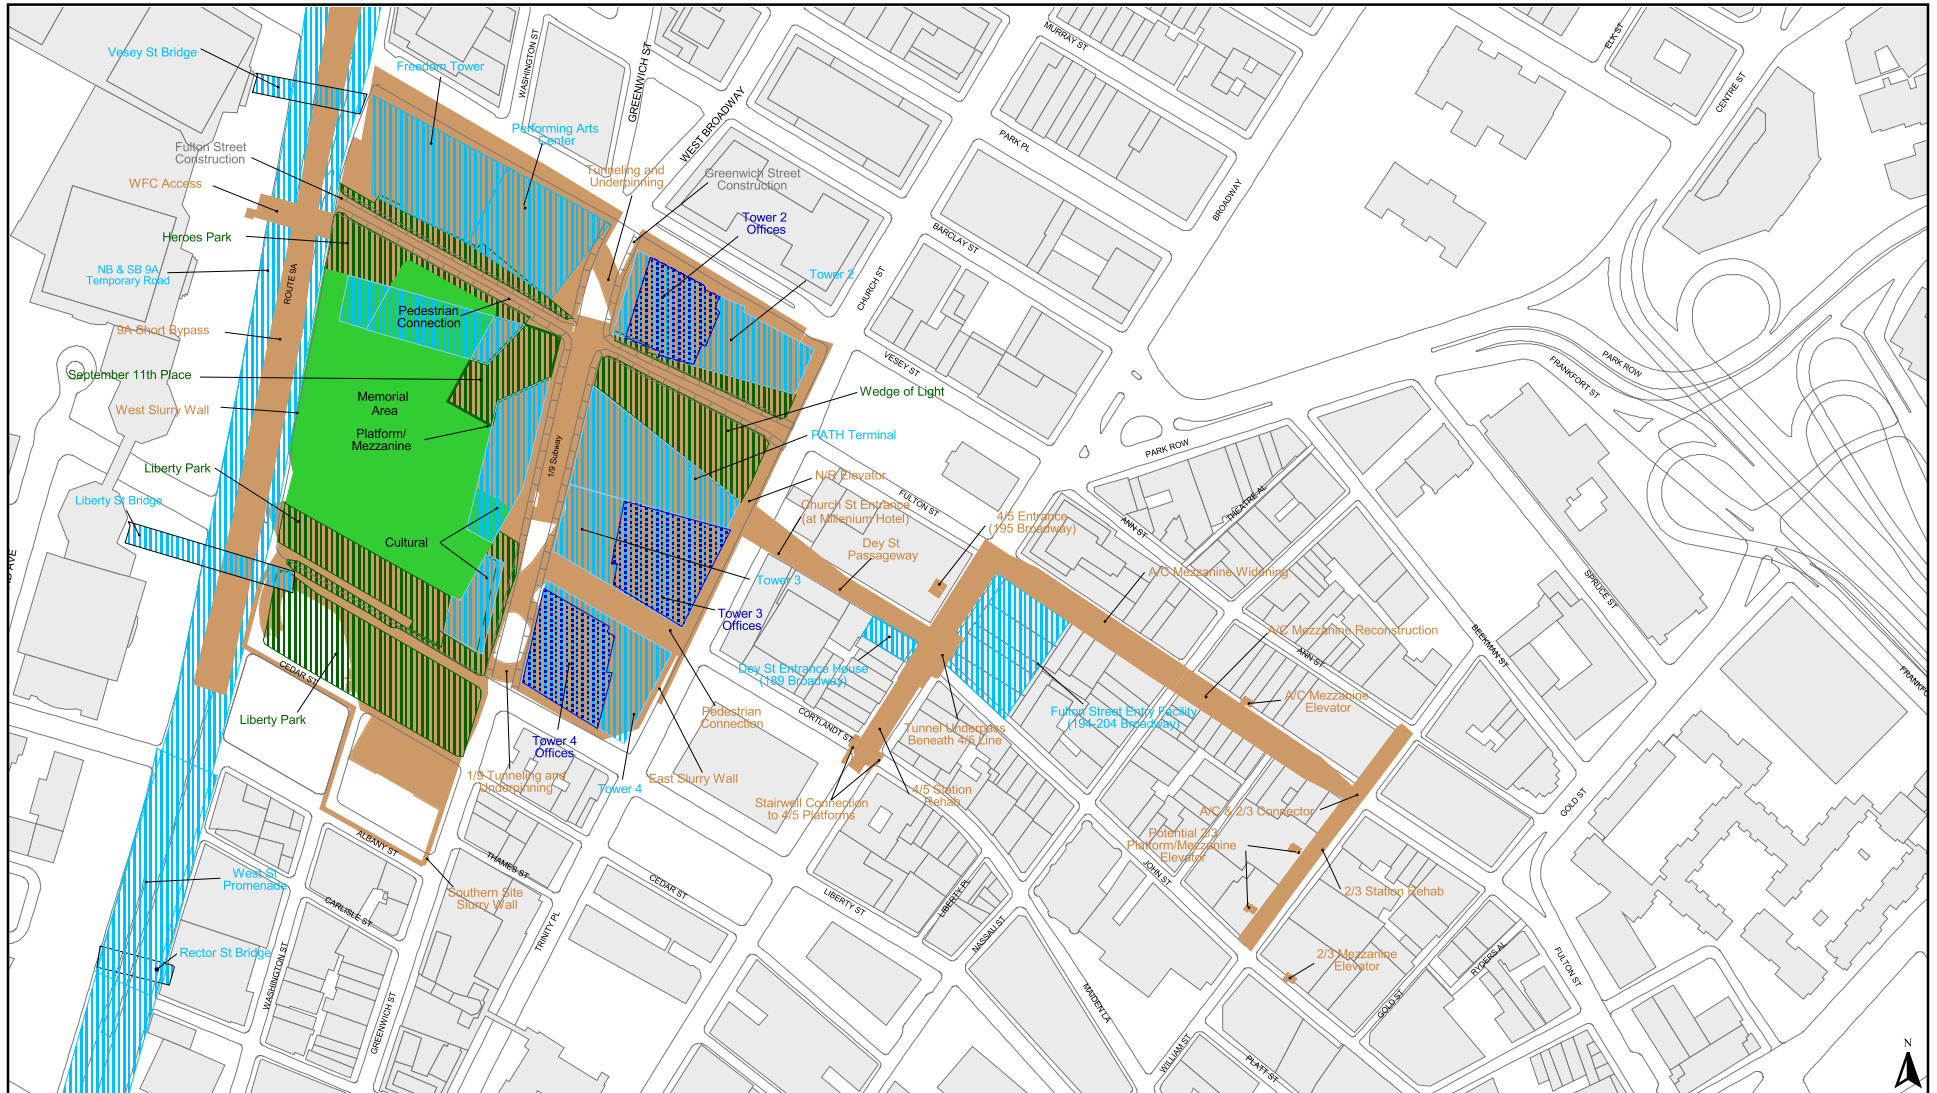 MURRAY ST
ELK ST
WASHINGTON ST
GREENWICH ST
Vesey St Bridge
Freedom Tower
CENTRE ST
WEST BROADWAY
Performing Arts
Center
PARK PL
Fulton Street
Construction
Tunneling and
Underpinning
Greenwich Street
Construction
WFC Access
BROADWAY
Tower 2
Offices
Heroes Park
BARCLAY ST
NB & SB 9A
Temporary Road
ROUTE 9A
Tower 2
CHURCH ST
Pedestrian
Connection
9A Short Bypass
VESEY ST
PARK ROW
FRANKFORT ST
September 11th Place
Memorial
Area
Wedge of Light
West Slurry Wall
Platform/
Mezzanine
PATH Terminal
PARK ROW
1/9 Subway
Liberty Park
N/R Elevator
Liberty St Bridge
Church St Entrance
(at Millenium Hotel)
FULTON ST
THEATRE AL
4/5 Entrance
(195 Broadway)
ANN ST
Cultural
Dey St
Passageway
Tower 3
A/C Mezzanine Widening
SPRUCE ST
Tower 3
Offices
A/C Mezzanine Reconstruction
BEEKMAN ST
ANN ST
CEDAR ST
Dey St Entrance House
(189 Broadway)
Liberty Park
Pedestrian
Connection
CORTLANDT ST
Tunnel Underpass
Beneath 4/5 Line
Fulton Street Entry Facility
(194-204 Broadway)
A/C Mezzanine
Elevator
Tower 4
Offices
1/9 Tunneling and
Underpinning
Tower 4
East Slurry Wall
Stairwell Connection
to 4/5 Platforms
4/5 Station
Rehab
A/C & 2/3 Connector
GOLD ST
Potential 2/3
Platform/Mezzanine
Elevator
ALBANY ST
THAMES ST
JOHN ST
West St
Promenade
CEDAR ST
Southern Site
Slurry Wall
LIBERTY ST
LIBERTY PL
2/3 Station Rehab
CARLISLE ST
TRINITY PL
NASSAU ST
Rector St Bridge
2/3 Mezzanine
Elevator
RYDERS AL
FULTON ST
WASHINGTON ST
GREENWICH ST
MAIDEN LA
GOLD ST
WILLIAM ST
PLATT ST
N